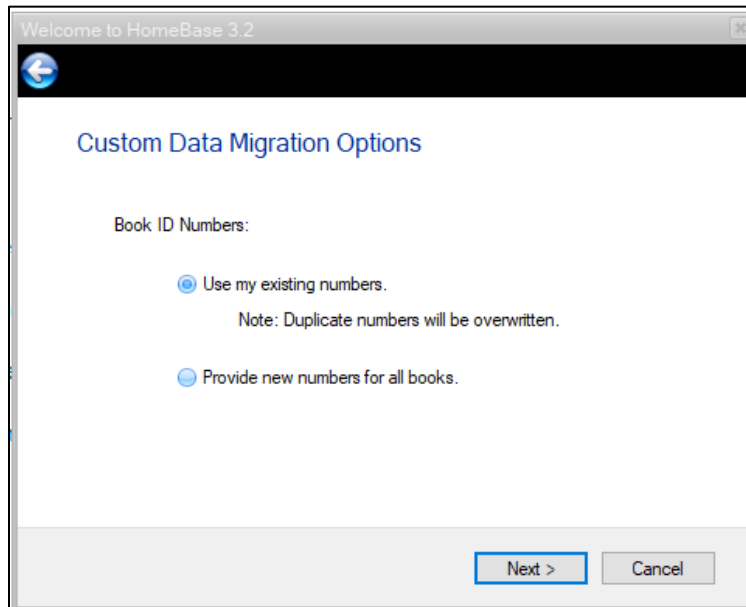 Welcome to HomeBase 3.2
Custom Data Migration Options
Book ID Numbers:
Use my existing numbers.
Note: Duplicate numbers will be overwritten.
Provide new numbers for all books.
Next >
Cancel